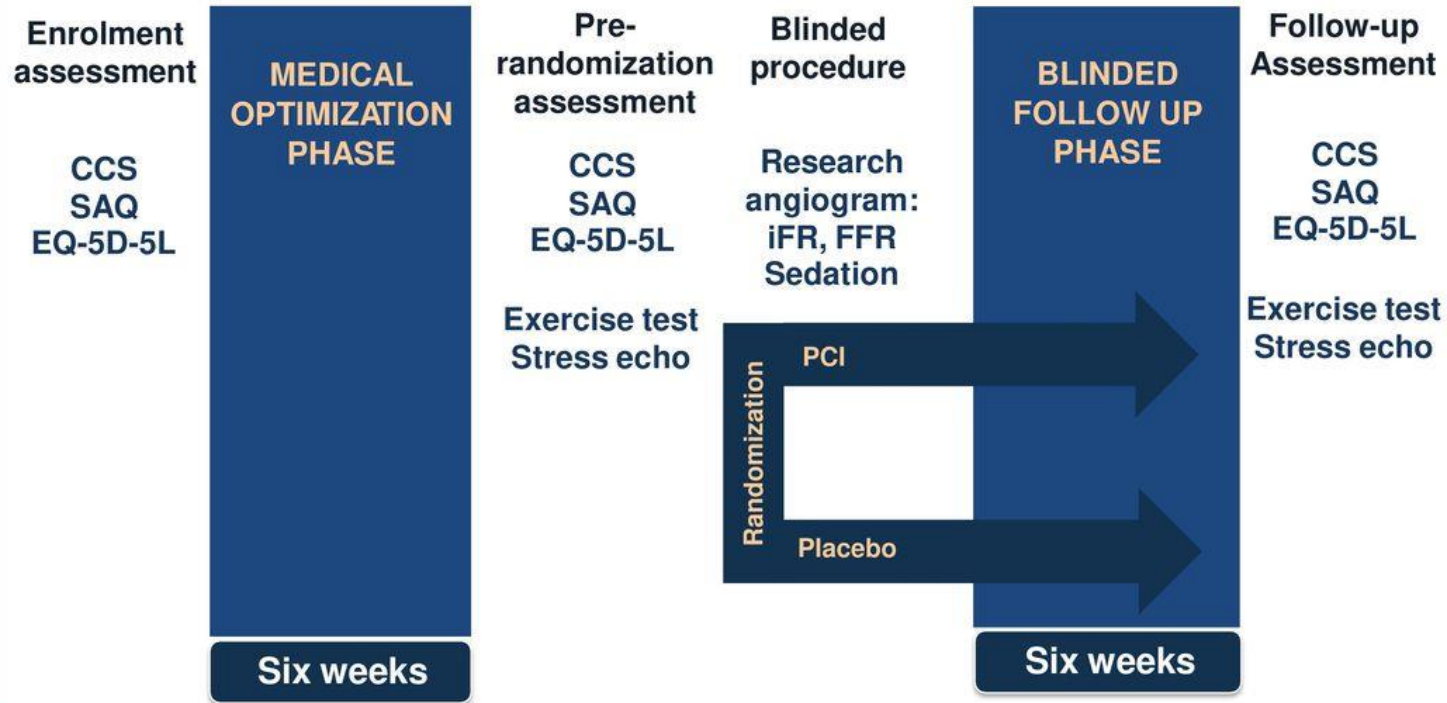 Enrolment
assessment
CCS
SAQ
EQ-5D-5L
MEDICAL
OPTIMIZATION
PHASE
Six weeks
Pre-
randomization
assessment
CCS
SAQ
EQ-5D-5L
Exercise test
Stress echo
Blinded
procedure
Research
angiogram:
iFR, FFR
Sedation
Randomization
PCI
Placebo
BLINDED
FOLLOW UP
PHASE
Six weeks
Follow-up
Assessment
CCS
SAQ
EQ-5D-5L
Exercise test
Stress echo